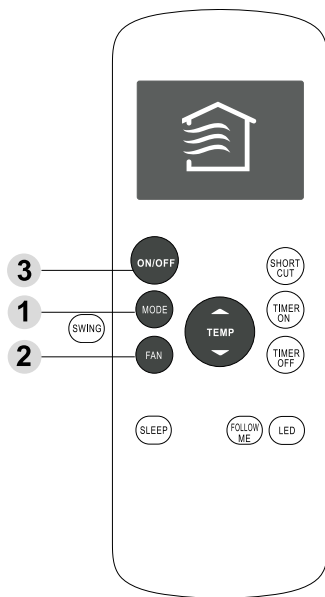 3
ON/OFF
SHORT
CUT
1
MODE
TIMER
ON
SWING
TEMP
2
FAN
TIMER
OFF
SLEEP
FOLLOW
ME
LED